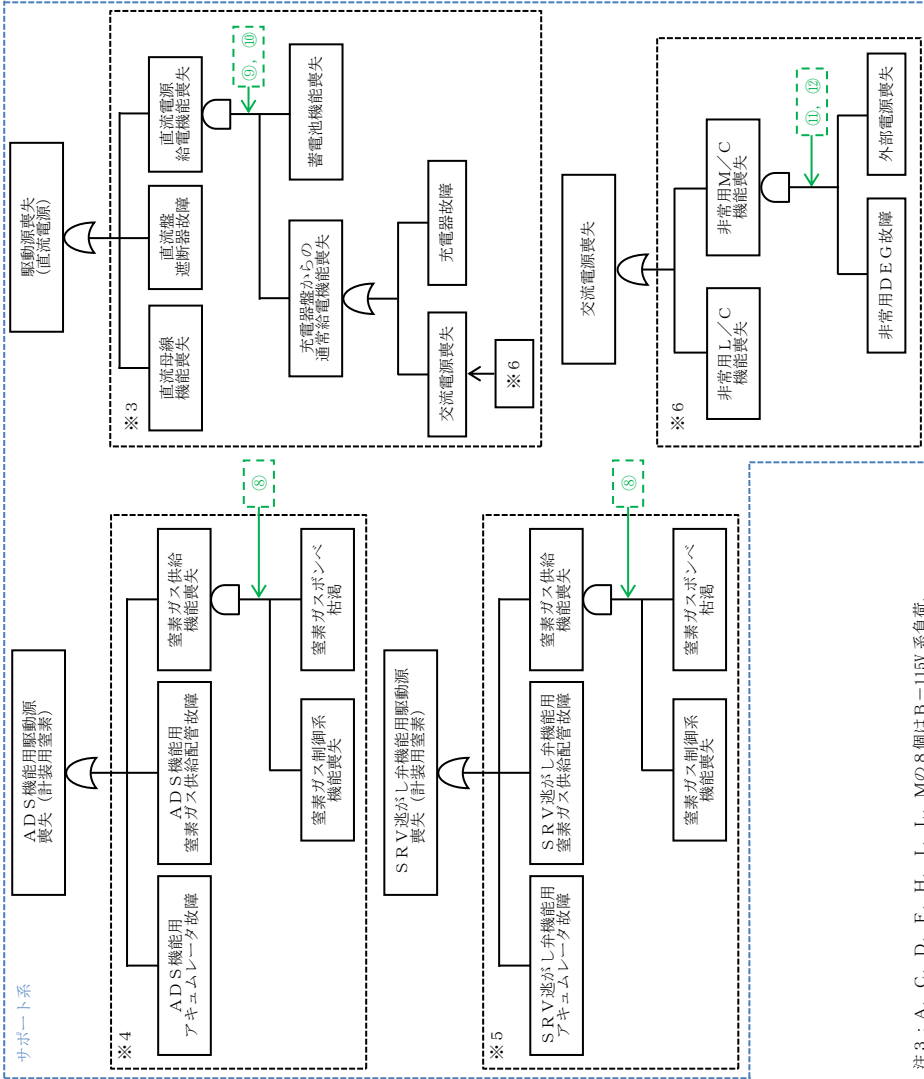 サポート系
ＡＤＳ機能用駆動源
喪失（計装用窒素）
※４
ＡＤＳ機能用
アキュムレータ故障
ＡＤＳ機能用
窒素ガス供給配管故障
窒素ガス供給
機能喪失
⑧
窒素ガス制御系
機能喪失
窒素ガスボンベ
枯渇
ＳＲＶ逃がし弁機能用駆動源
喪失（計装用窒素）
※５
ＳＲＶ逃がし弁機能用
アキュムレータ故障
ＳＲＶ逃がし弁機能用
窒素ガス供給配管故障
窒素ガス供給
機能喪失
⑧
窒素ガス制御系
機能喪失
窒素ガスボンベ
枯渇
駆動源喪失
(直流電源)
※３
直流母線
機能喪失
直流盤
遮断器故障
直流電源
給電機能喪失
⑨, ⑩
充電器盤からの
通常給電機能喪失
蓄電池機能喪失
交流電源喪失
充電器故障
※６
交流電源喪失
※６
非常用Ｌ／Ｃ
機能喪失
非常用Ｍ／Ｃ
機能喪失
⑪, ⑫
非常用ＤＥＧ故障
外部電源喪失
注３：Ａ，Ｃ，Ｄ， Ｈ， Ｌ，Ｍの８個はＢ－115V系負荷。